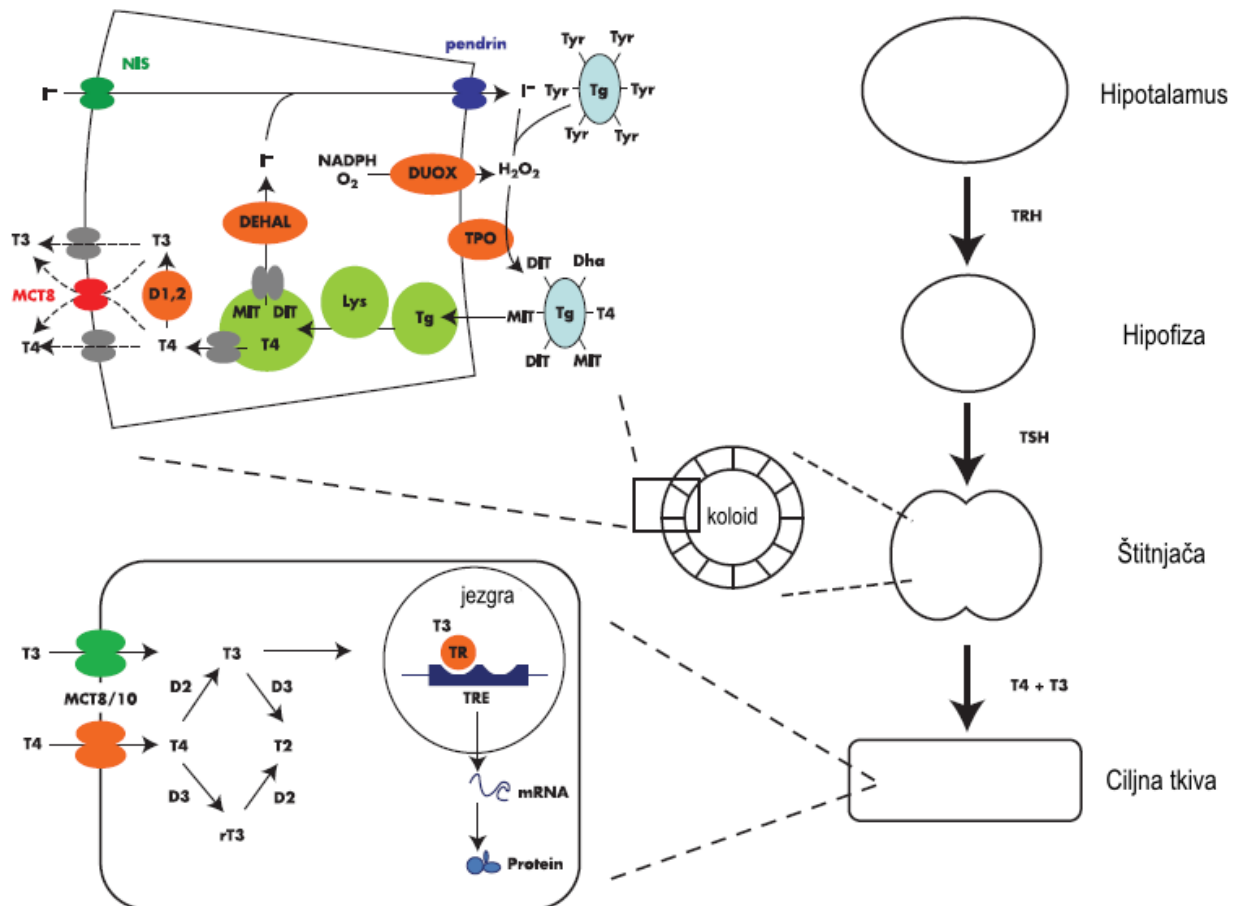 NIS
pendrin
I-
I-
Tyr
Tyr
Tyr
Tg
Tyr
Tyr
Tyr
I-
NADPH
O2
DUOX
H2O2
DEHAL
TPO
T3
T3
MCT8
D1,2
MIT DIT
Lys
Tg
DIT
Dha
MIT
Tg
T4
T4
T4
T4
DIT
MIT
Hipotalamus
TRH
Hipofiza
TSH
koloid
Štitnjača
T4 + T3
Ciljna tkiva
jezgra
T3
TR
TRE
T3
T3
MCT8/10
D2
D3
T4
T4
T2
D3
D2
rT3
mRNA
Protein